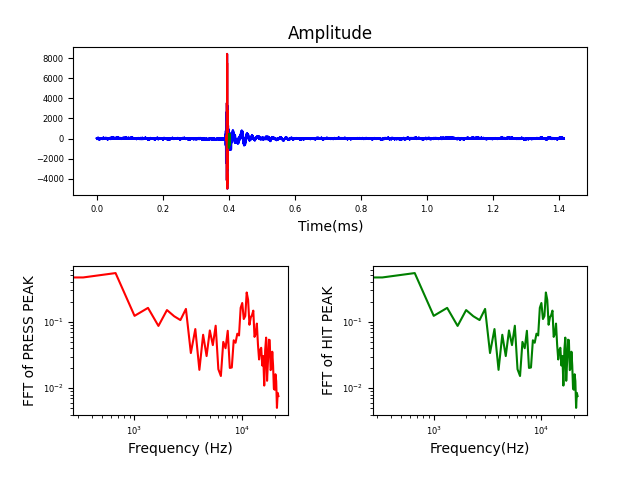 Amplitude
8000
6000
4000
2000
0
−2000
−4000
0.0 0.2 0.4 0.6 0.8 1.0 1.2 1.4
Time(ms)
FFT of PRESS PEAK
10⁻¹
10⁻²
10³ 10⁴
Frequency (Hz)
FFT of HIT PEAK
10⁻¹
10⁻²
10³ 10⁴
Frequency(Hz)